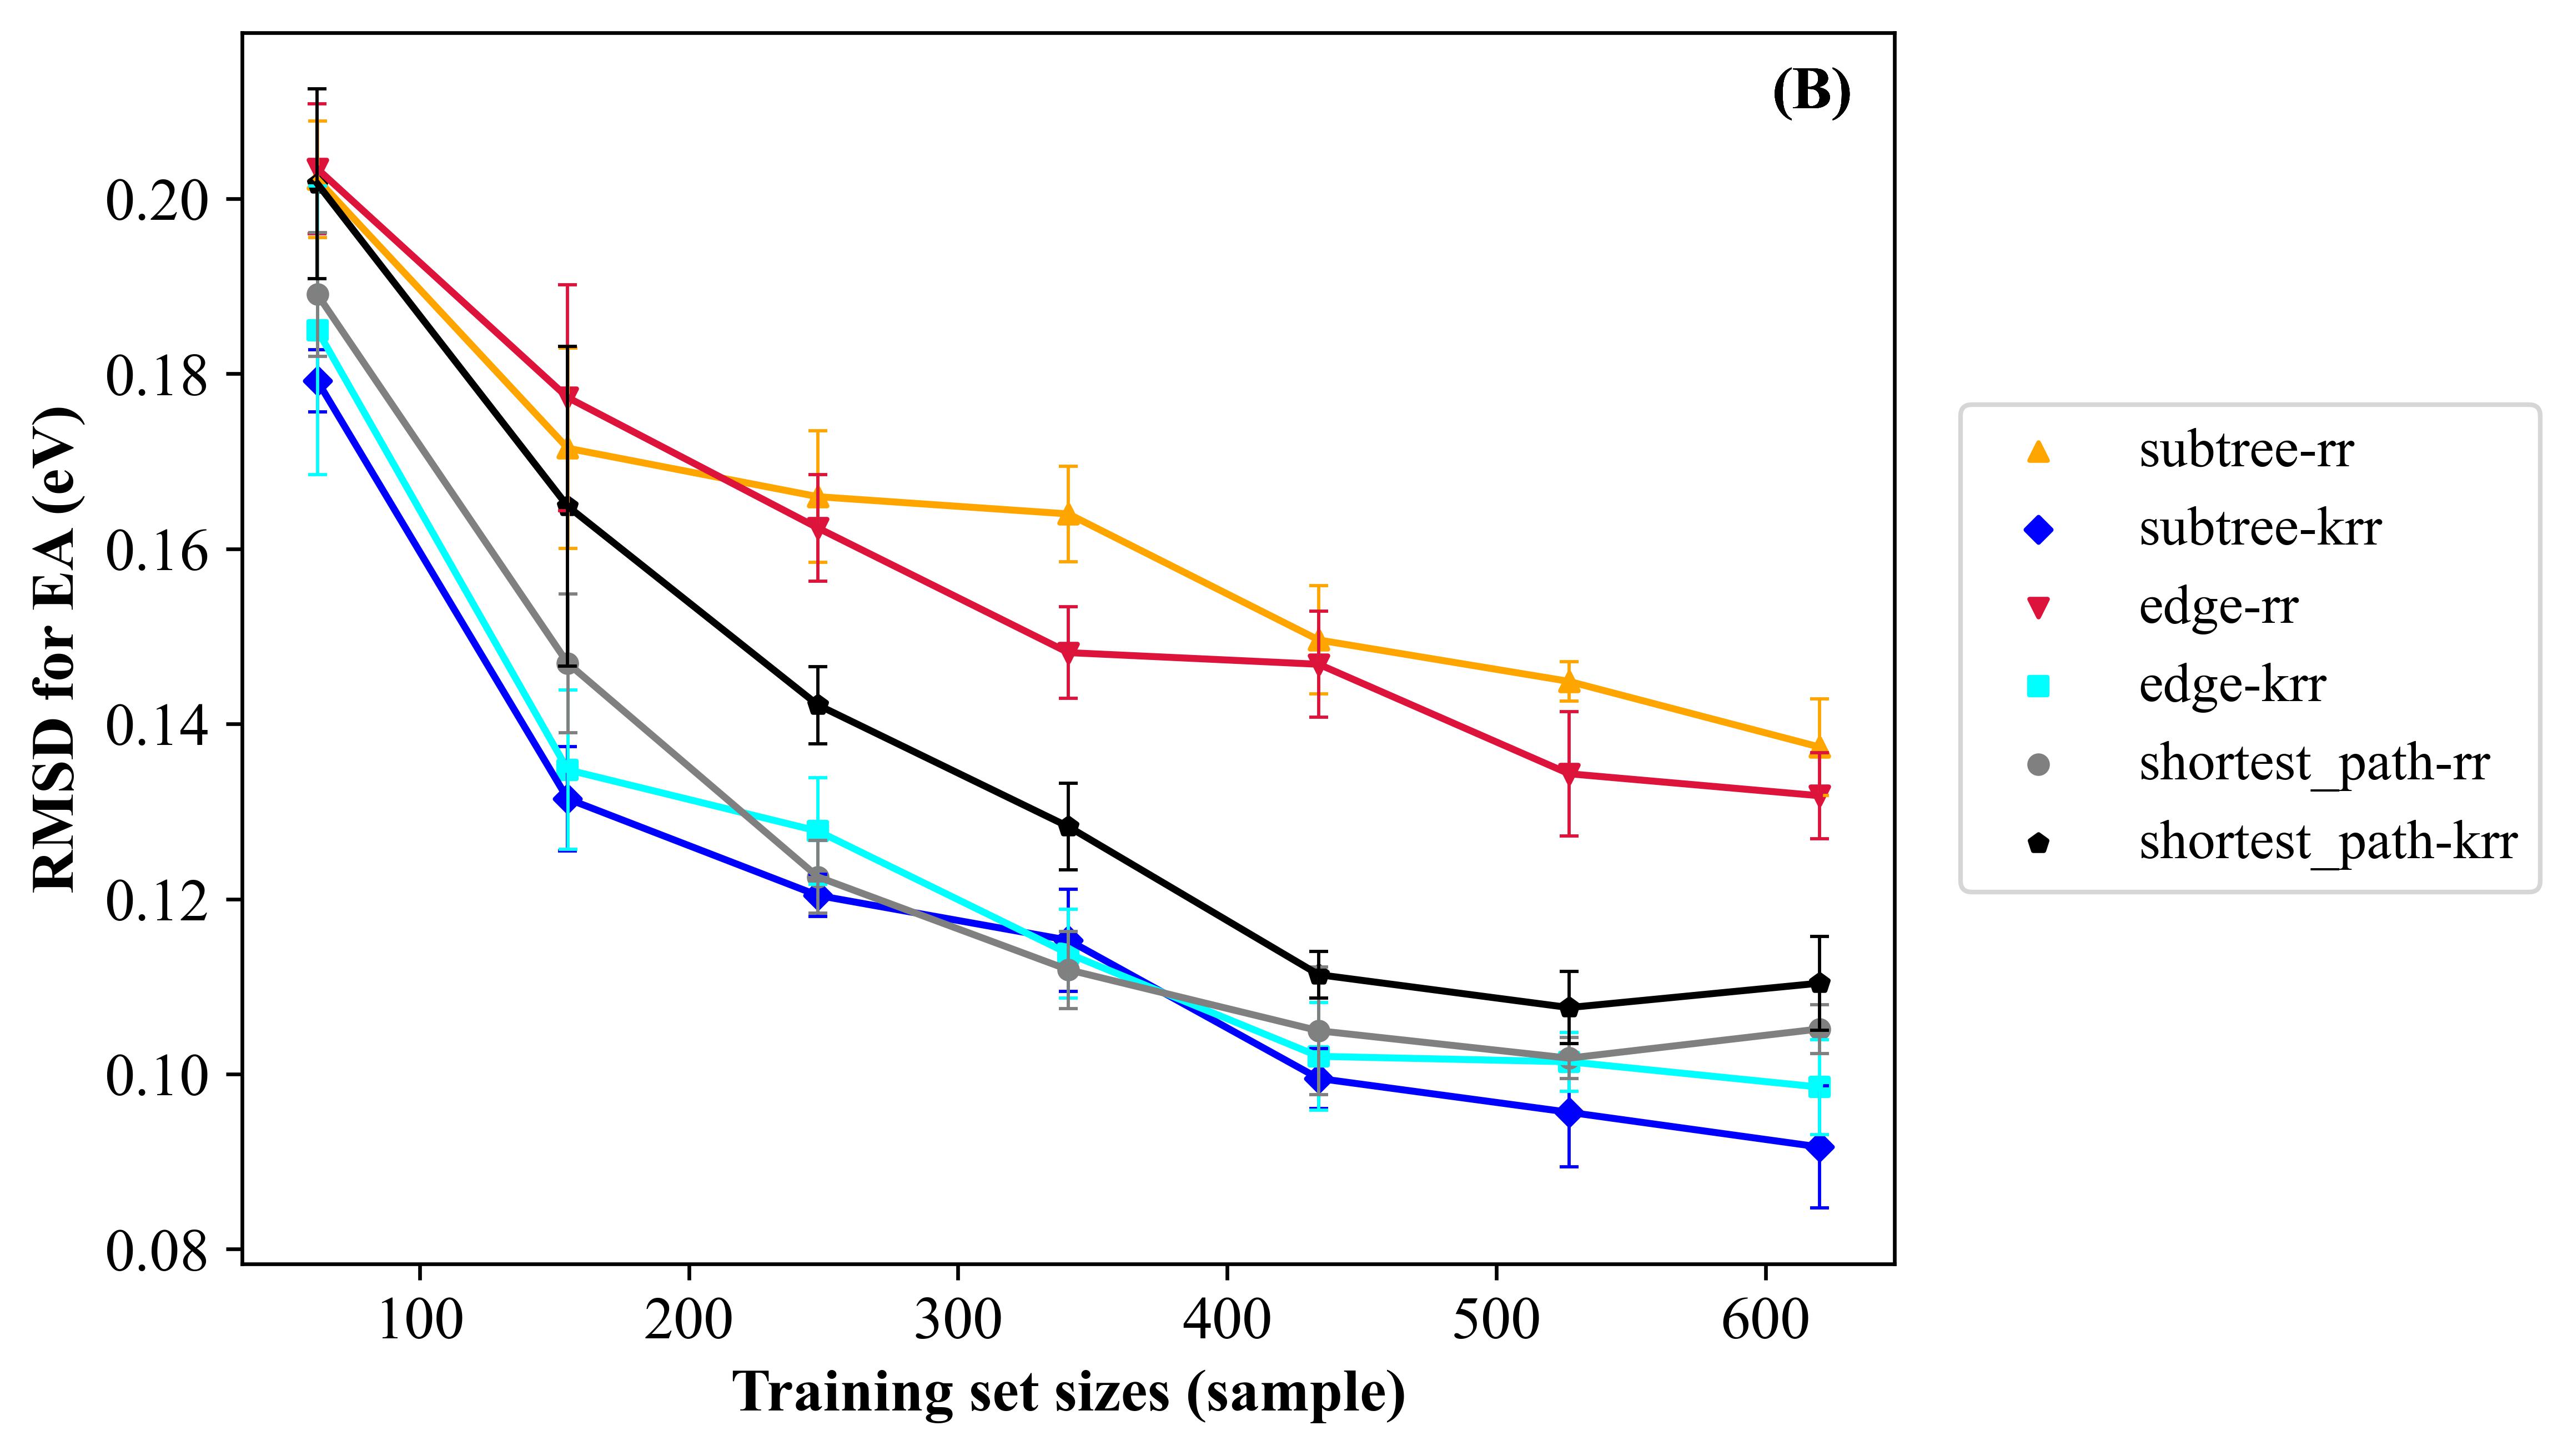 (B)
RMSD for EA (eV)
0.20
0.18
0.16
0.14
0.12
0.10
0.08
100 200 300 400 500 600
Training set sizes (sample)
subtree-rr
subtree-krr
edge-rr
edge-krr
shortest_path-rr
shortest_path-krr